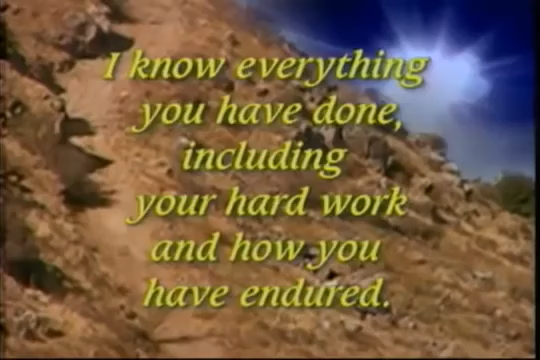 I know everything
you have done,
including
your hard work
and how you
have endured.